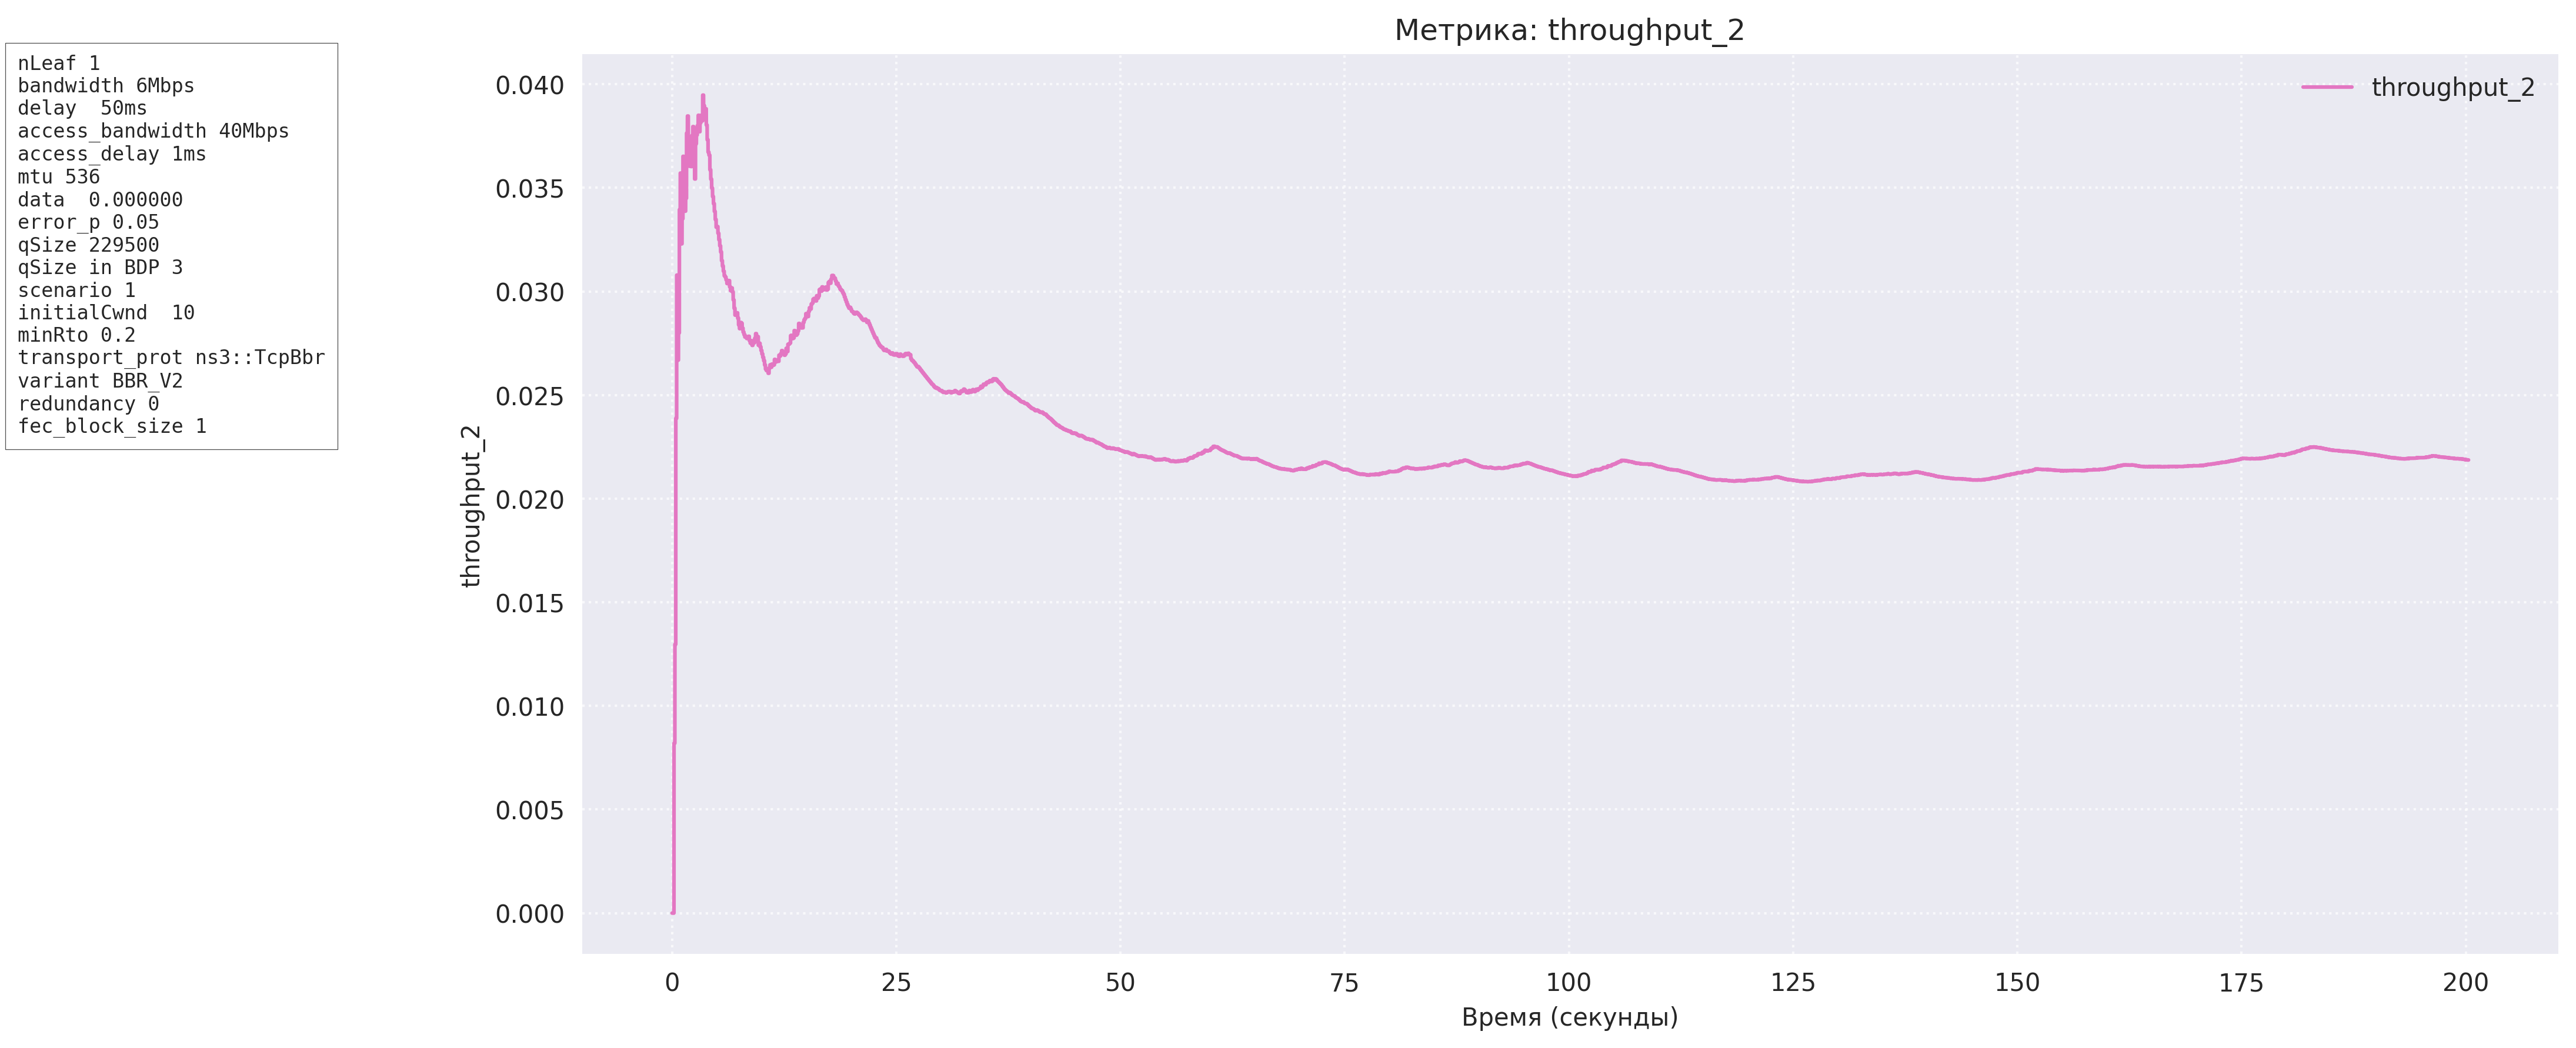 Метрика: throughput_2
nLeaf 1
bandwidth 6Mbps
delay  50ms
access_bandwidth 40Mbps
access_delay 1ms
mtu 536
data  0.000000
error_p 0.05
qSize 229500
qSize in BDP 3
scenario 1
initialCwnd  10
minRto 0.2
transport_prot ns3::TcpBbr
variant BBR_V2
redundancy 0
fec_block_size 1
throughput_2
throughput_2
0.040
0.035
0.030
0.025
0.020
0.015
0.010
0.005
0.000
0 25 50 75 100 125 150 175 200
Время (секунды)